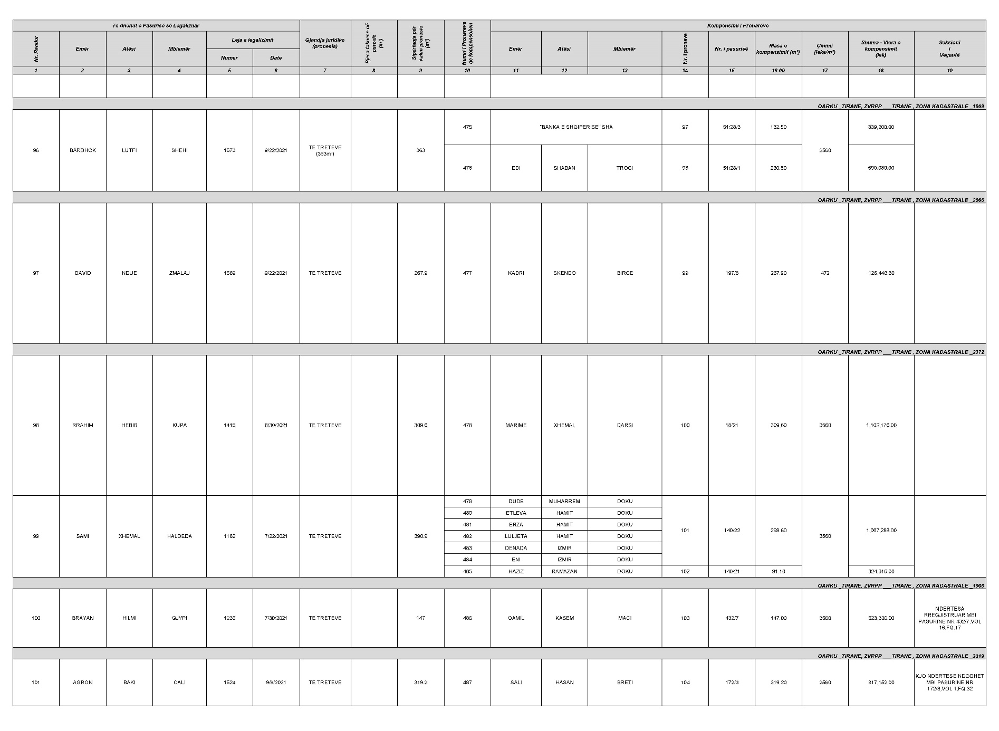 Të dhënat e Pasurisë së Legalizuar
Gjendja juridike (pronesia)
Pjesa takuese në parcelë (m²)
Sipërfaqja për kalim pronësie (m²)
Numri i Pronareve qe kompensohen
Kompensimi i Pronarëve
Nr. Rendor
Emër
Atësi
Mbiemër
Leja e legalizimit
Numer
Date
Emër
Atësi
Mbiemër
Nr. i pronave
Nr. i pasurisë
Masa e kompensimit (m²)
Çmimi (leke/m²)
Shuma - Vlera e kompensimit (lek)
Seksioni i Veçantë
1 2 3 4 5 6 7 8 9 10 11 12 13 14 15 16.00 17 18 19
QARKU _TIRANE, ZVRPP ___TIRANE , ZONA KADASTRALE _1669
96 BARDHOK LUTFI SHEHI 1573 9/22/2021 TE TRETEVE (363m²) 363 2560
475 "BANKA E SHQIPERISE" SHA 97 51/28/3 132.50 339,200.00
476 EDI SHABAN TROCI 98 51/28/1 230.50 590,080.00
QARKU _TIRANE, ZVRPP ___TIRANE , ZONA KADASTRALE _2066
97 DAVID NDUE ZMALAJ 1569 9/22/2021 TE TRETEVE 267.9 477 KADRI SKENDO BIRCE 99 197/8 267.90 472 126,448.80
QARKU _TIRANE, ZVRPP ___TIRANE , ZONA KADASTRALE _2372
98 RRAHIM HEBIB KUPA 1415 8/30/2021 TE TRETEVE 309.6 478 MARIME XHEMAL DARSI 100 18/21 309.60 3560 1,102,176.00
99 SAMI XHEMAL HALDEDA 1182 7/22/2021 TE TRETEVE 390.9 3560
479 DUDE MUHARREM DOKU
480 ETLEVA HAMIT DOKU
481 ERZA HAMIT DOKU
101 140/22 299.80 1,067,288.00
482 LULJETA HAMIT DOKU
483 DENADA IZMIR DOKU
484 ENI IZMIR DOKU
485 HAZIZ RAMAZAN DOKU 102 140/21 91.10 324,316.00
QARKU _TIRANE, ZVRPP ___TIRANE , ZONA KADASTRALE _1066
100 BRAYAN HILMI GJYPI 1235 7/30/2021 TE TRETEVE 147 486 QAMIL KASEM MACI 103 432/7 147.00 3560 523,320.00
NDERTESA
RREGJISTRUAR MBI
PASURINE NR 432/7,VOL
16,FQ,17
QARKU _TIRANE, ZVRPP ___TIRANE , ZONA KADASTRALE _3319
101 AGRON BAKI CALI 1524 9/9/2021 TE TRETEVE 319.2 487 SALI HASAN BRETI 104 172/3 319.20 2560 817,152.00
KJO NDERTESE NDODHET
MBI PASURINE NR
172/3,VOL 1,FQ.32